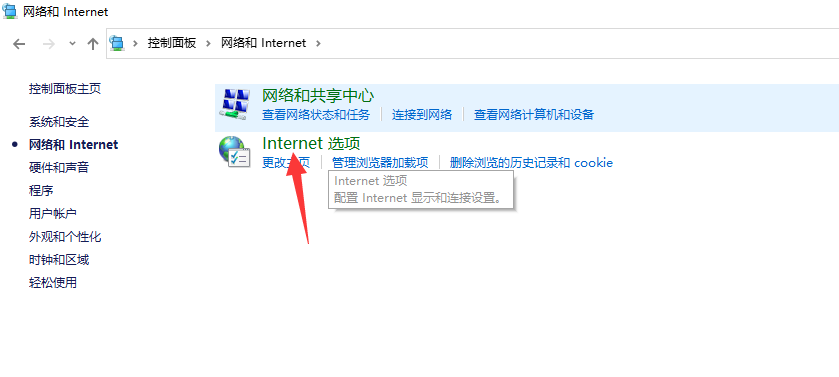 网络和 Internet
控制面板 网络和 Internet
控制面板主页
系统和安全
网络和 Internet
硬件和声音
程序
用户帐户
外观和个性化
时钟和区域
轻松使用
网络和共享中心
查看网络状态和任务 连接到网络 查看网络计算机和设备
Internet 选项
更改主页 管理浏览器加载项 删除浏览的历史记录和 cookie
Internet 选项
配置 Internet 显示和连接设置。